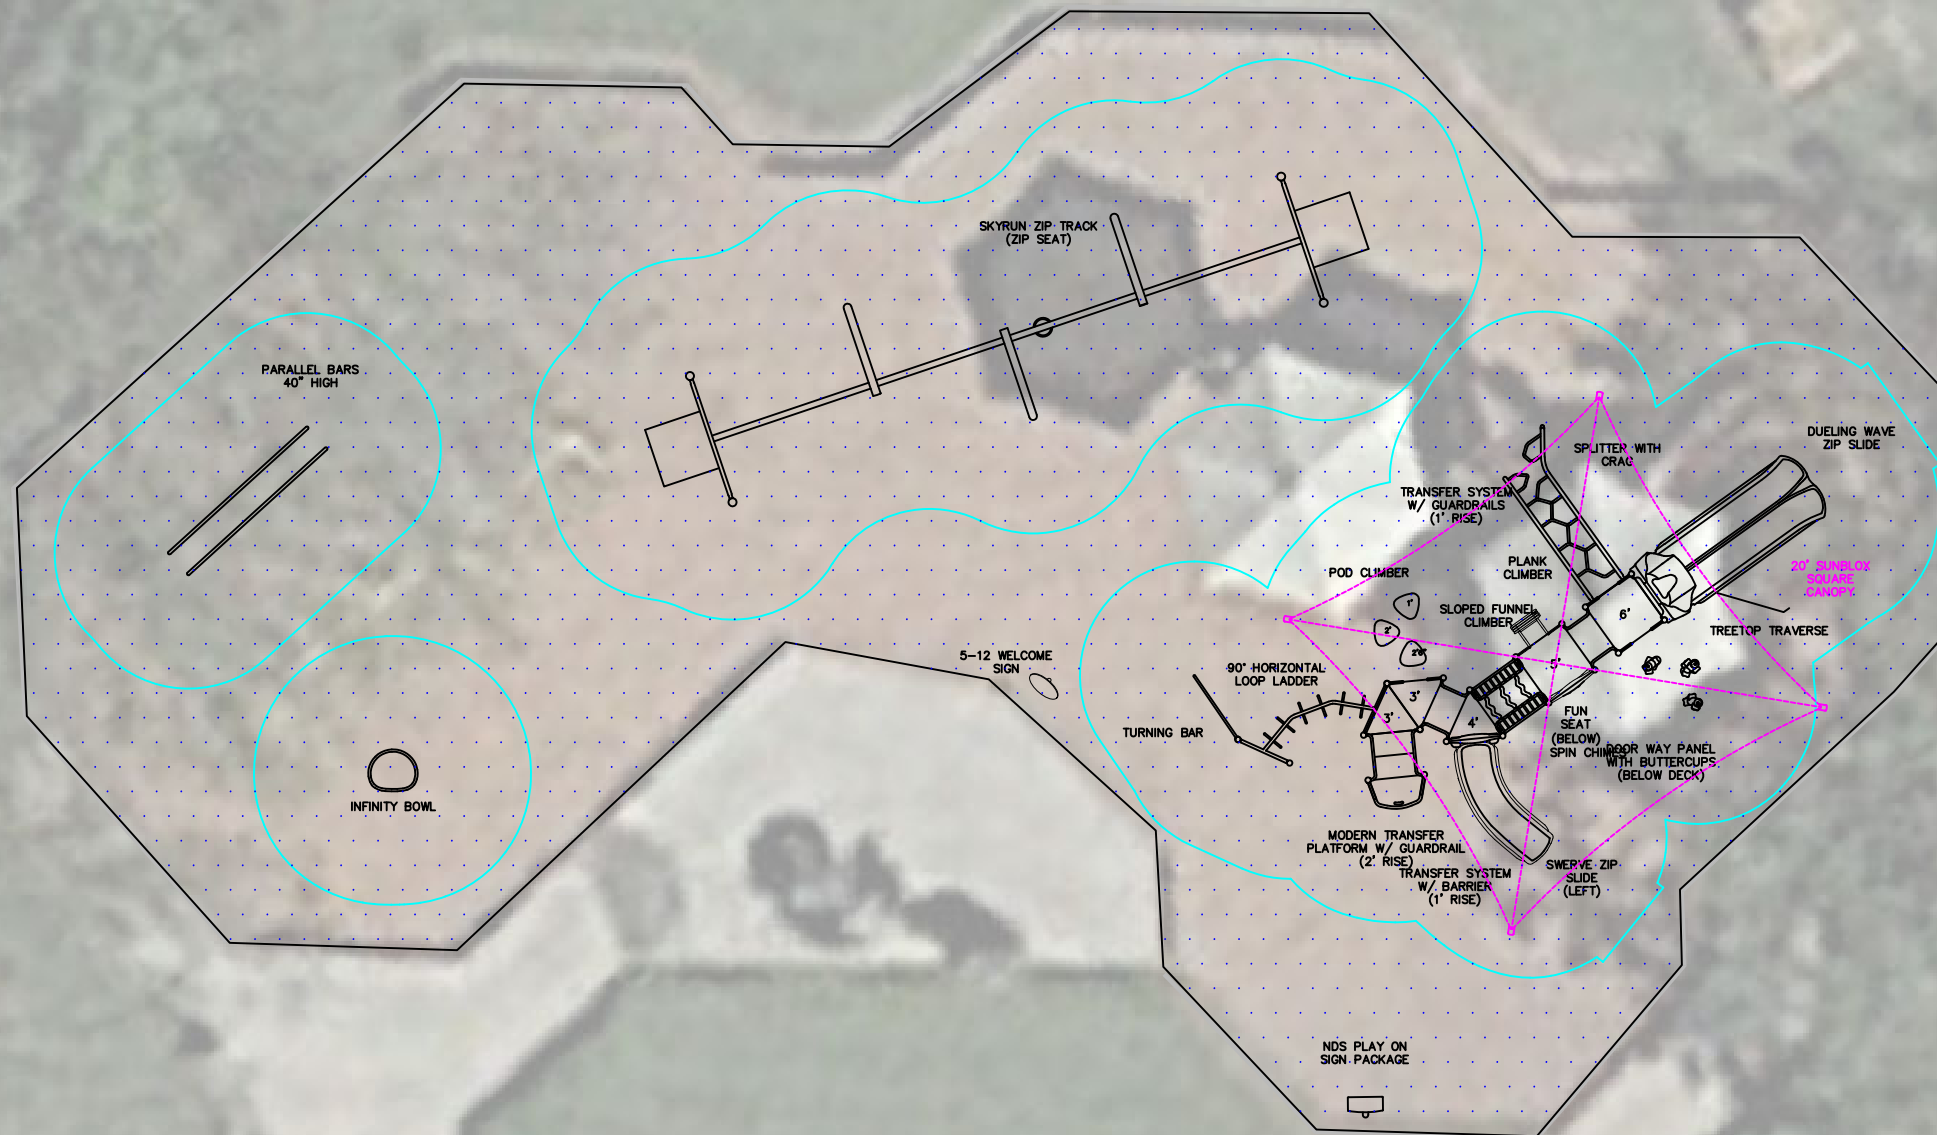 SKYRUN ZIP TRACK
(ZIP SEAT)
PARALLEL BARS
40" HIGH
INFINITY BOWL
5-12 WELCOME
SIGN
DUELING WAVE
ZIP SLIDE
SPLITTER WITH
CRAG
TRANSFER SYSTEM
W/ GUARDRAILS
(1' RISE)
PLANK
CLIMBER
POD CLIMBER
20' SUNBLOX
SQUARE
CANOPY
1'
2'
SLOPED FUNNEL
CLIMBER
6'
TREETOP TRAVERSE
5'
90° HORIZONTAL
LOOP LADDER
3'
3'
4'
TURNING BAR
FUN
SEAT
(BELOW)
SPIN CHIMES
DOOR WAY PANEL
WITH BUTTERCUPS
(BELOW DECK)
MODERN TRANSFER
PLATFORM W/ GUARDRAIL
(2' RISE)
TRANSFER SYSTEM
W/ BARRIER
(1' RISE)
SWERVE ZIP
SLIDE
(LEFT)
NDS PLAY ON
SIGN PACKAGE